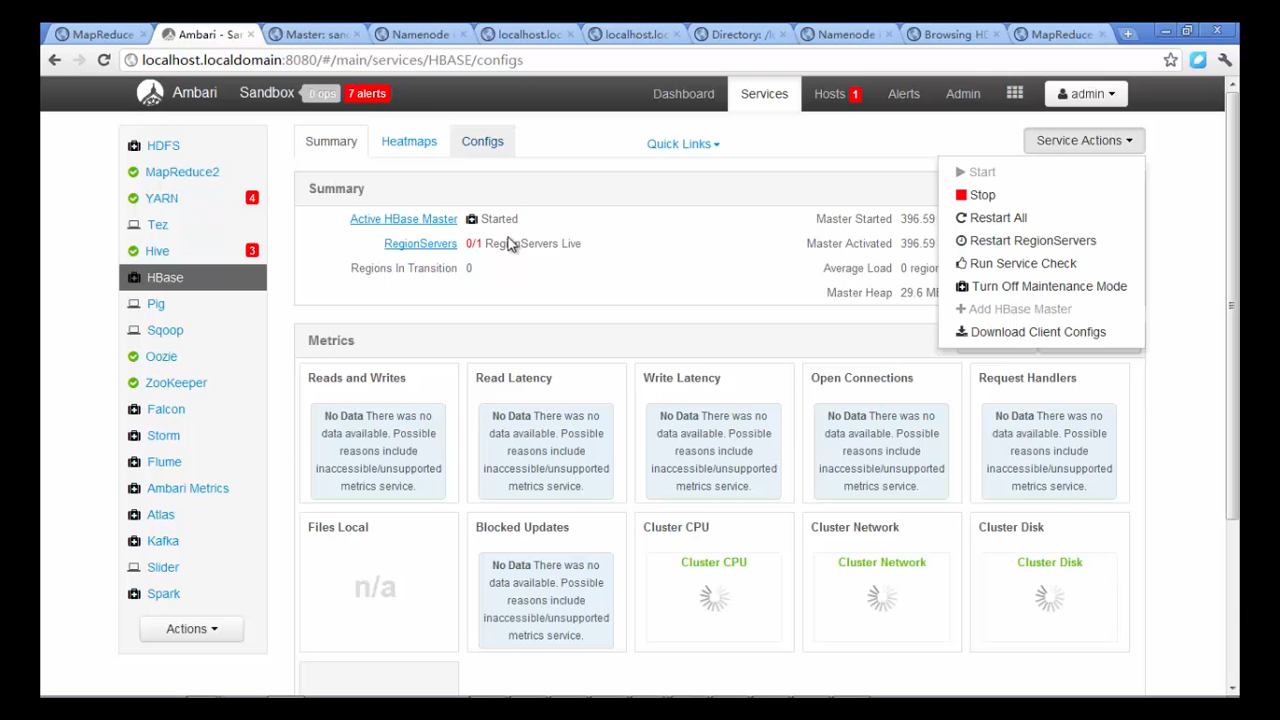 MapReduce
Ambari - Sar
Master: sand
Namenode i
localhost.loc
localhost.loc
Directory: /l
Namenode i
Browsing HD
MapReduce
localhost.localdomain:8080/#/main/services/HBASE/configs
Ambari Sandbox 0 ops 7 alerts Dashboard Services Hosts 1 Alerts Admin admin
HDFS
MapReduce2
YARN 4
Tez
Hive 3
HBase
Pig
Sqoop
Oozie
ZooKeeper
Falcon
Storm
Flume
Ambari Metrics
Atlas
Kafka
Slider
Spark
Actions
Summary Heatmaps Configs Quick Links Service Actions
Start
Stop
Restart All
Restart RegionServers
Run Service Check
Turn Off Maintenance Mode
Add HBase Master
Download Client Configs
Summary
Active HBase Master Started
RegionServers 0/1 RegionServers Live
Regions In Transition 0
Master Started 396.59
Master Activated 396.59
Average Load 0 region
Master Heap 29.6 MB
Metrics
Reads and Writes
No Data There was no
data available. Possible
reasons include
inaccessible/unsupported
metrics service.
Read Latency
No Data There was no
data available. Possible
reasons include
inaccessible/unsupported
metrics service.
Write Latency
No Data There was no
data available. Possible
reasons include
inaccessible/unsupported
metrics service.
Open Connections
No Data There was no
data available. Possible
reasons include
inaccessible/unsupported
metrics service.
Request Handlers
No Data There was no
data available. Possible
reasons include
inaccessible/unsupported
metrics service.
Files Local
n/a
Blocked Updates
No Data There was no
data available. Possible
reasons include
inaccessible/unsupported
metrics service.
Cluster CPU
Cluster CPU
Cluster Network
Cluster Network
Cluster Disk
Cluster Disk